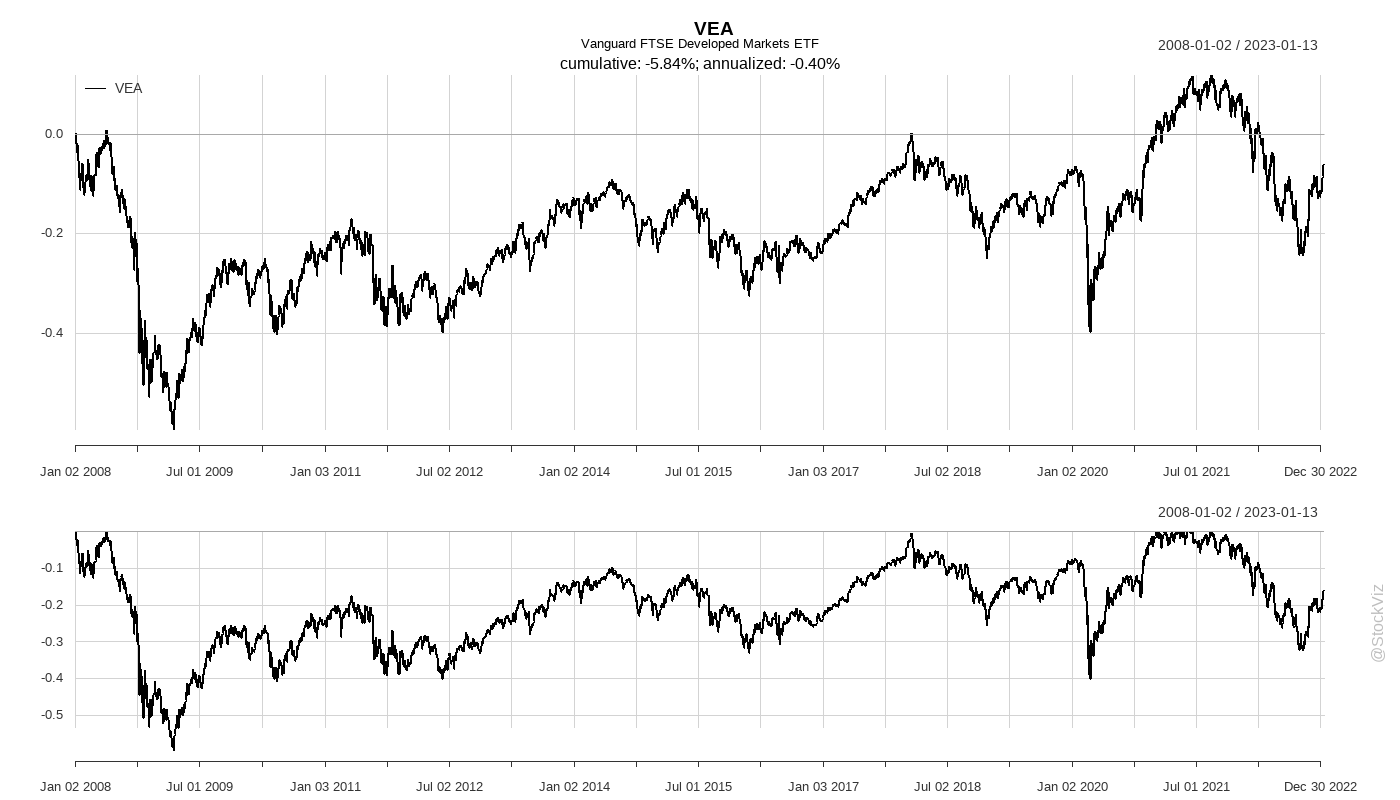 VEA
Vanguard FTSE Developed Markets ETF
2008-01-02 / 2023-01-13
cumulative: -5.84%; annualized: -0.40%
VEA
0.0
-0.2
-0.4
Jan 02 2008 Jul 01 2009 Jan 03 2011 Jul 02 2012 Jan 02 2014 Jul 01 2015 Jan 03 2017 Jul 02 2018 Jan 02 2020 Jul 01 2021 Dec 30 2022
2008-01-02 / 2023-01-13
-0.1
-0.2
-0.3
-0.4
-0.5
@StockViz
Jan 02 2008 Jul 01 2009 Jan 03 2011 Jul 02 2012 Jan 02 2014 Jul 01 2015 Jan 03 2017 Jul 02 2018 Jan 02 2020 Jul 01 2021 Dec 30 2022